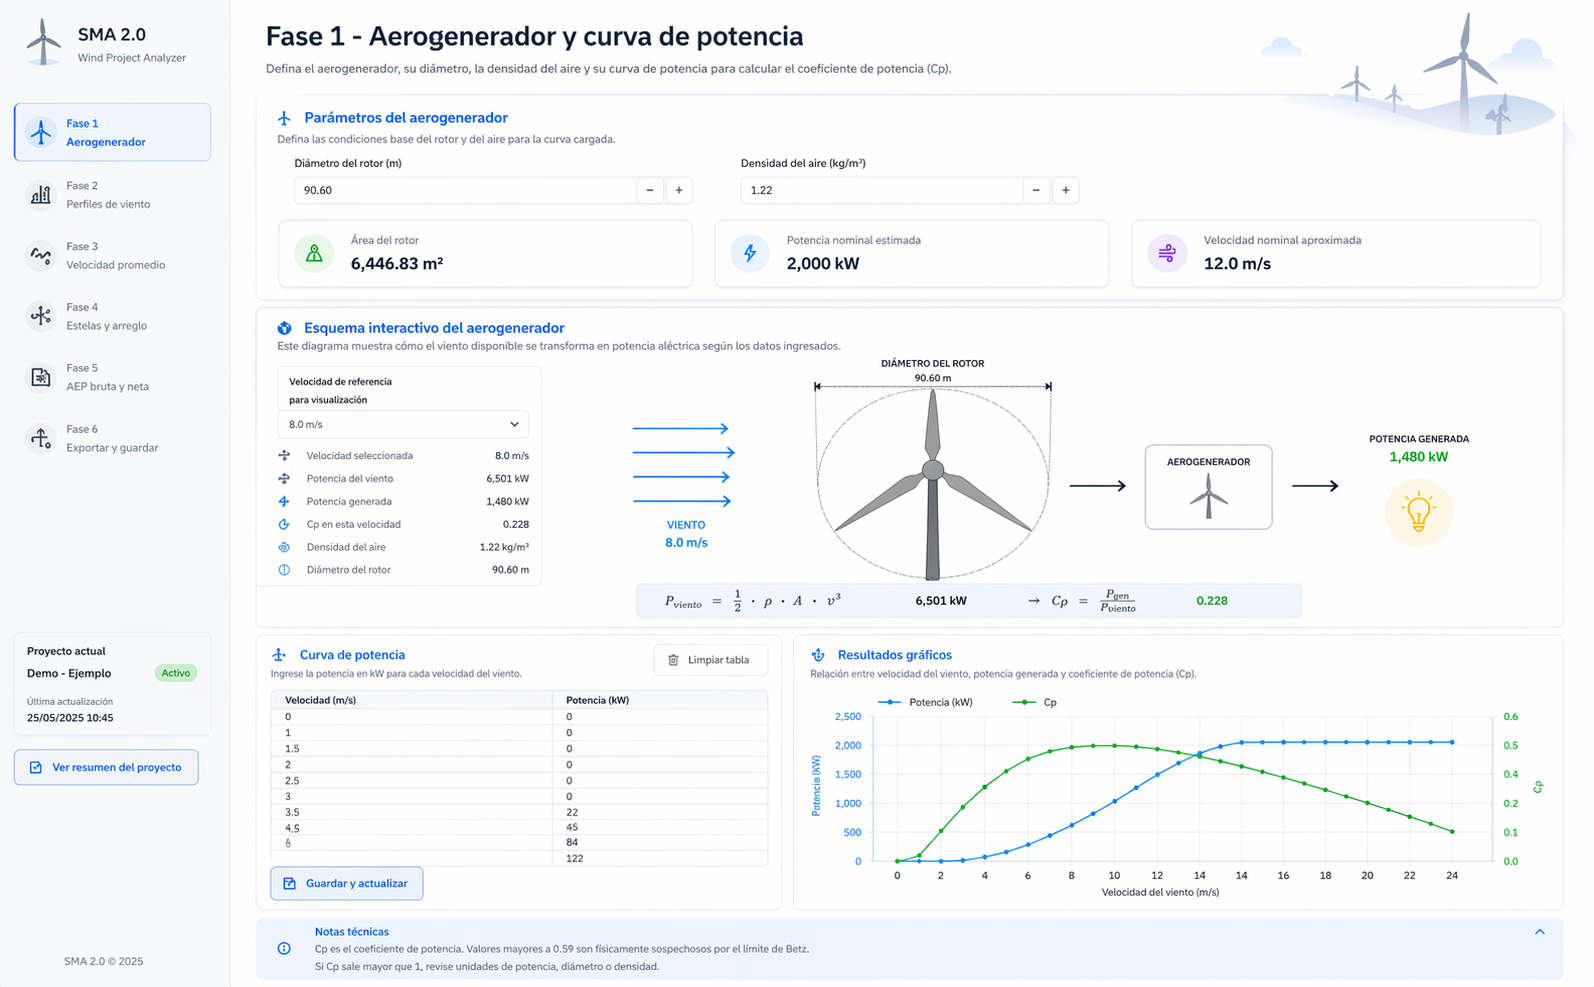 SMA 2.0
Wind Project Analyzer
Fase 1
Aerogenerador
Fase 2
Perfiles de viento
Fase 3
Velocidad promedio
Fase 4
Estelas y arreglo
Fase 5
AEP bruta y neta
Fase 6
Exportar y guardar
Proyecto actual
Demo - Ejemplo Activo
Última actualización
25/05/2025 10:45
Ver resumen del proyecto
SMA 2.0 © 2025
Fase 1 - Aerogenerador y curva de potencia
Defina el aerogenerador, su diámetro, la densidad del aire y su curva de potencia para calcular el coeficiente de potencia (Cp).
Parámetros del aerogenerador
Defina las condiciones base del rotor y del aire para la curva cargada.
Diámetro del rotor (m)
90.60 − +
Densidad del aire (kg/m³)
1.22 − +
Área del rotor
6,446.83 m²
Potencia nominal estimada
2,000 kW
Velocidad nominal aproximada
12.0 m/s
Esquema interactivo del aerogenerador
Este diagrama muestra cómo el viento disponible se transforma en potencia aléctrica según los datos ingresados.
Velocidad de referencia
para visualización
8.0 m/s
Velocidad seleccionada 8.0 m/s
Potencia del viento 6,501 kW
Potencia generada 1,480 kW
Cp en esta velocidad 0.228
Densidad del aire 1.22 kg/m³
Diámetro del rotor 90.60 m
VIENTO
8.0 m/s
DIÁMETRO DEL ROTOR
90.60 m
AEROGENERADOR
POTENCIA GENERADA
1,480 kW
P_viento = 1/2 · ρ · A · υ³ 6,501 kW → Cp = P_gen/P_viento 0.228
Curva de potencia
Ingrese la potencia en kW para cada velocidad del viento.
Limpiar tabla
Velocidad (m/s) Potencia (kW)
0 0
1 0
1.5 0
2 0
2.5 0
3 0
3.5 22
4,5 45
84
122
Guardar y actualizar
Resultados gráficos
Relación entre velocidad del viento, potencia generada y coeficiente de potencia (Cp).
Potencia (kW) Cp
2,500 0.6
2,000 0.5
1,500 0.4
1,000 0.2
500 0.1
0 0.0
Potencia (kW)
Cp
0 2 4 6 8 10 12 14 14 16 18 20 22 24
Velocidad del viento (m/s)
Notas técnicas
Cp es el coeficiente de potencia. Valores mayores a 0.59 son físicamente sospechosos por el límite de Betz.
Si Cp sale mayor que 1, revise unidades de potencia, diámetro o densidad.